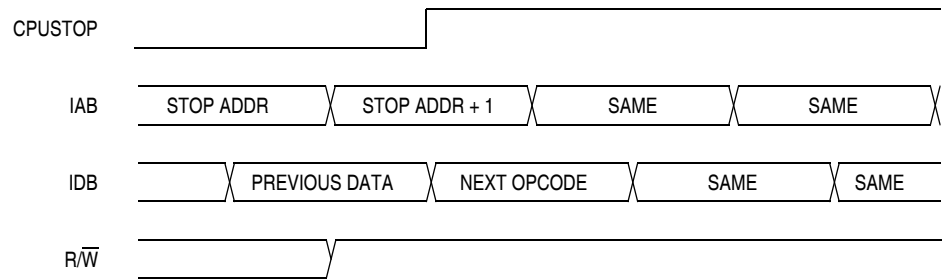 CPUSTOP
IAB STOP ADDR STOP ADDR + 1 SAME SAME
IDB PREVIOUS DATA NEXT OPCODE SAME SAME
R/W̅